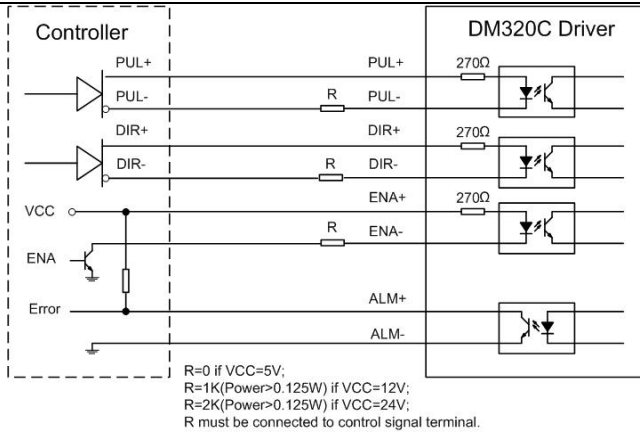 Controller
DM320C Driver
PUL+ PUL+ 270Ω
PUL- R PUL-
DIR+ DIR+ 270Ω
DIR- R DIR-
VCC ENA+ 270Ω
R ENA-
ENA
Error ALM+
ALM-
R=0 if VCC=5V;
R=1K(Power>0.125W) if VCC=12V;
R=2K(Power>0.125W) if VCC=24V;
R must be connected to control signal terminal.